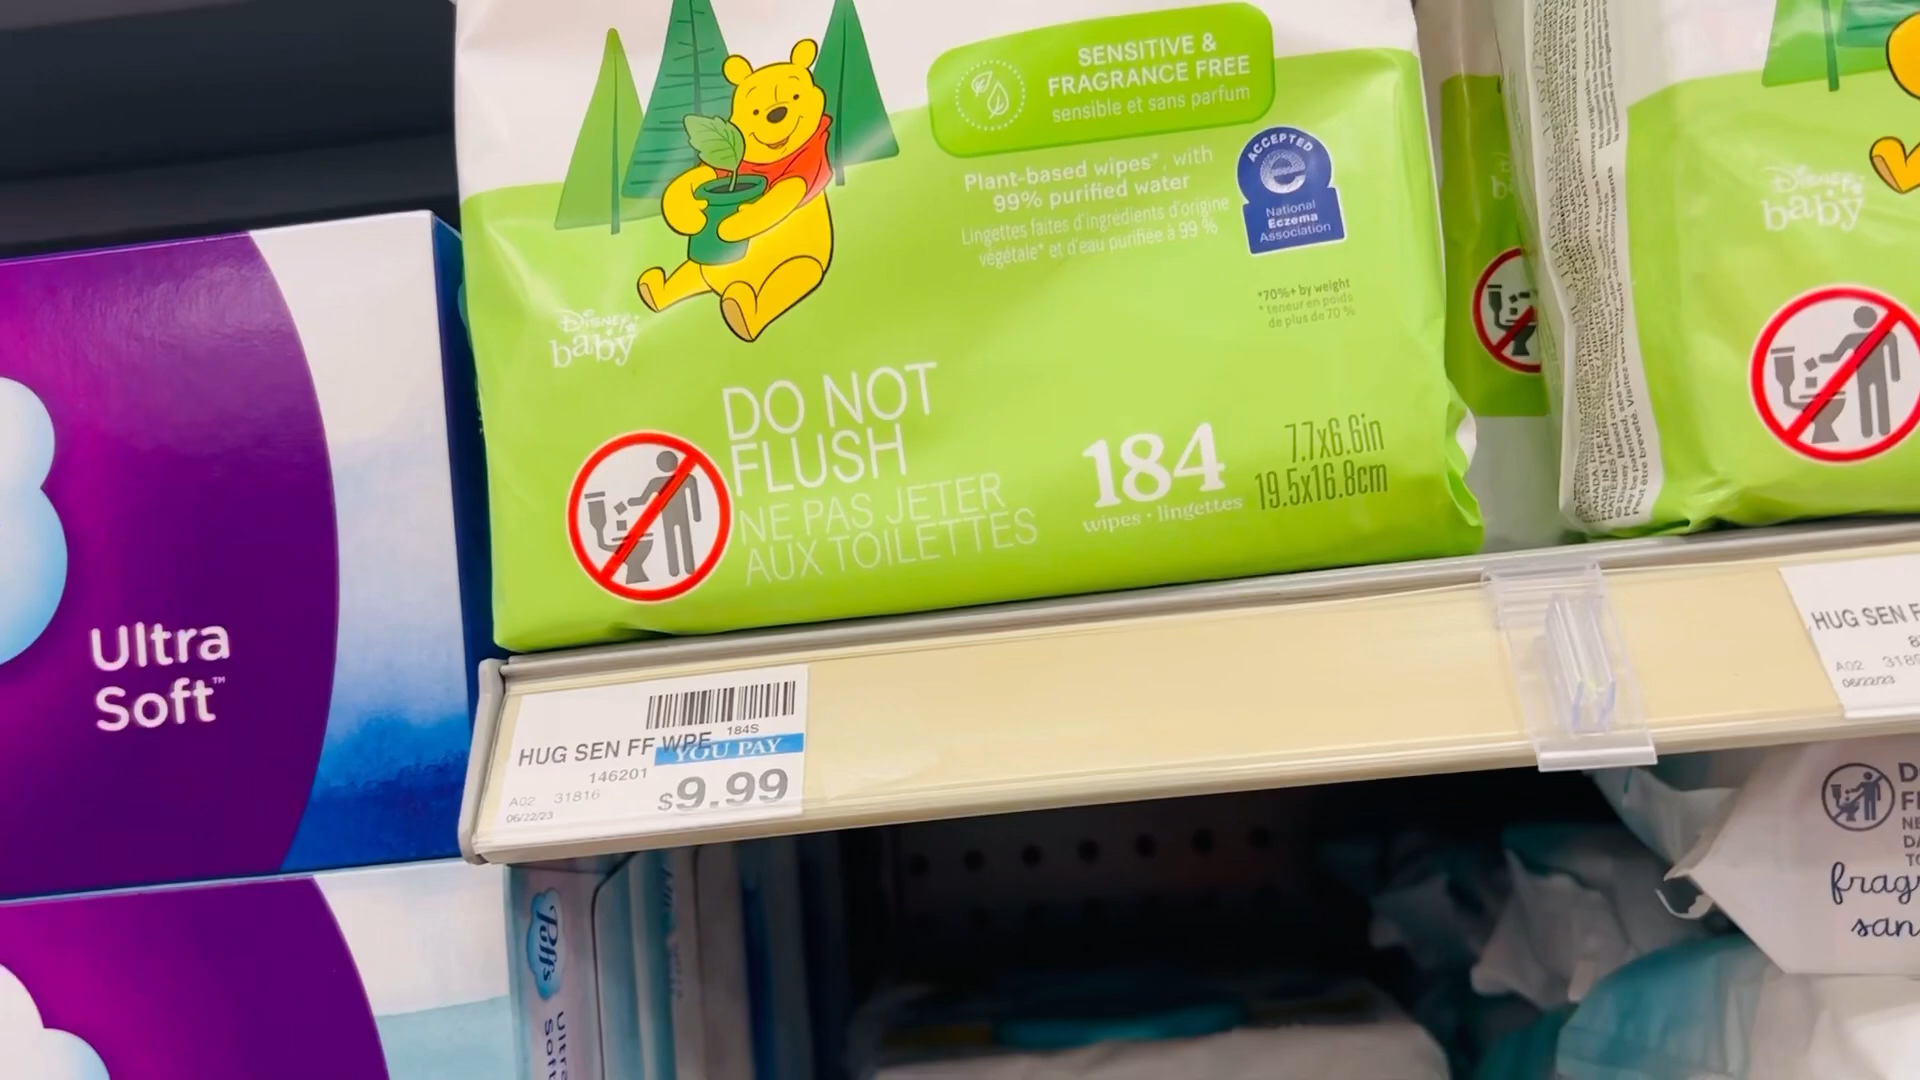 SENSITIVE &
FRAGRANCE FREE
sensible et sans parfum
Plant-based wipes*, with
99% purified water
Lingettes faites d'ingrédients d'origine
végétale* et d'eau purifiée à 99 %
ACCEPTED
National
Eczema
Association
*70%+ by weight
* teneur en poids
de plus de 70 %
Disney
baby
DO NOT
FLUSH
NE PAS JETER
AUX TOILETTES
184
wipes • lingettes
7.7x6.6in
19.5x16.8cm
Disney
baby
Ultra
Soft™
HUG SEN FF WPE 184S
YOU PAY
146201
$9.99
A02 31816
06/22/23
HUG SEN F
A02
06/22/23
Puffs
Ultra
Soft
frag
san